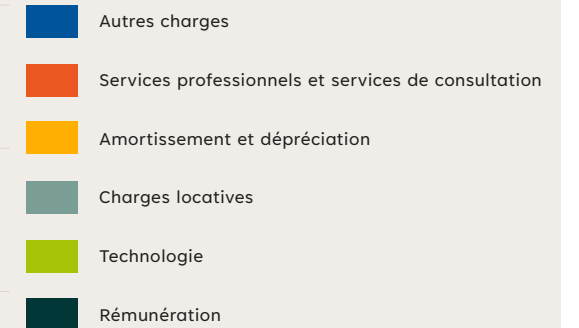 Autres charges
Services professionnels et services de consultation
Amortissement et dépréciation
Charges locatives
Technologie
Rémunération